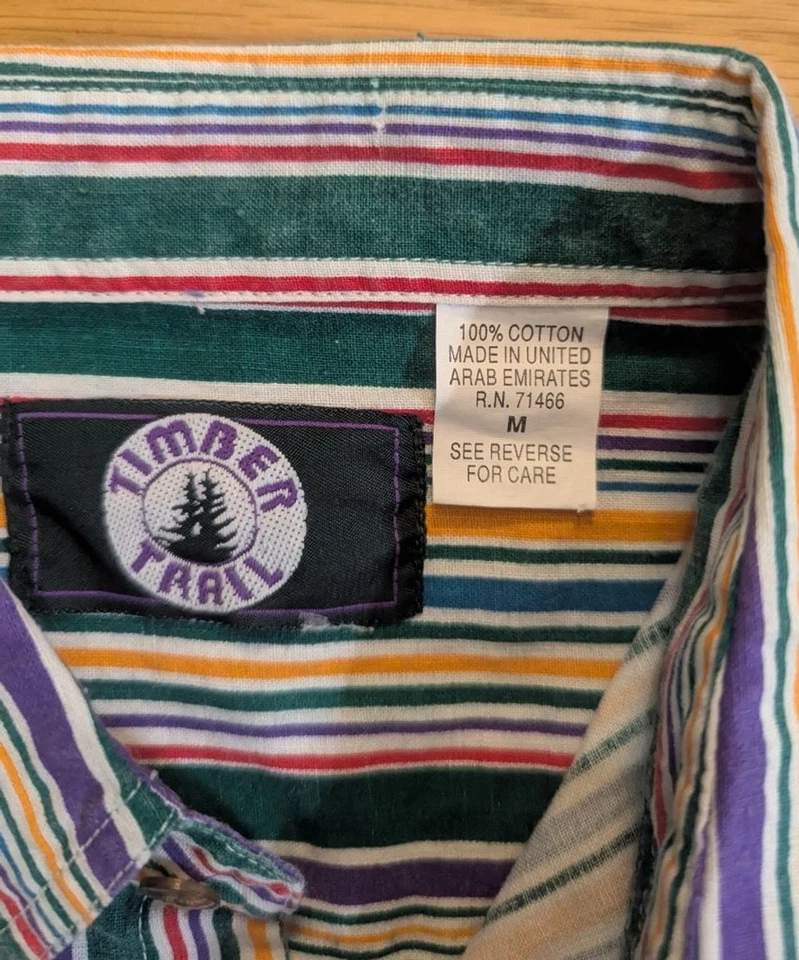 TIMBER
TRAIL
100% COTTON
MADE IN UNITED
ARAB EMIRATES
R.N. 71466
M
SEE REVERSE
FOR CARE